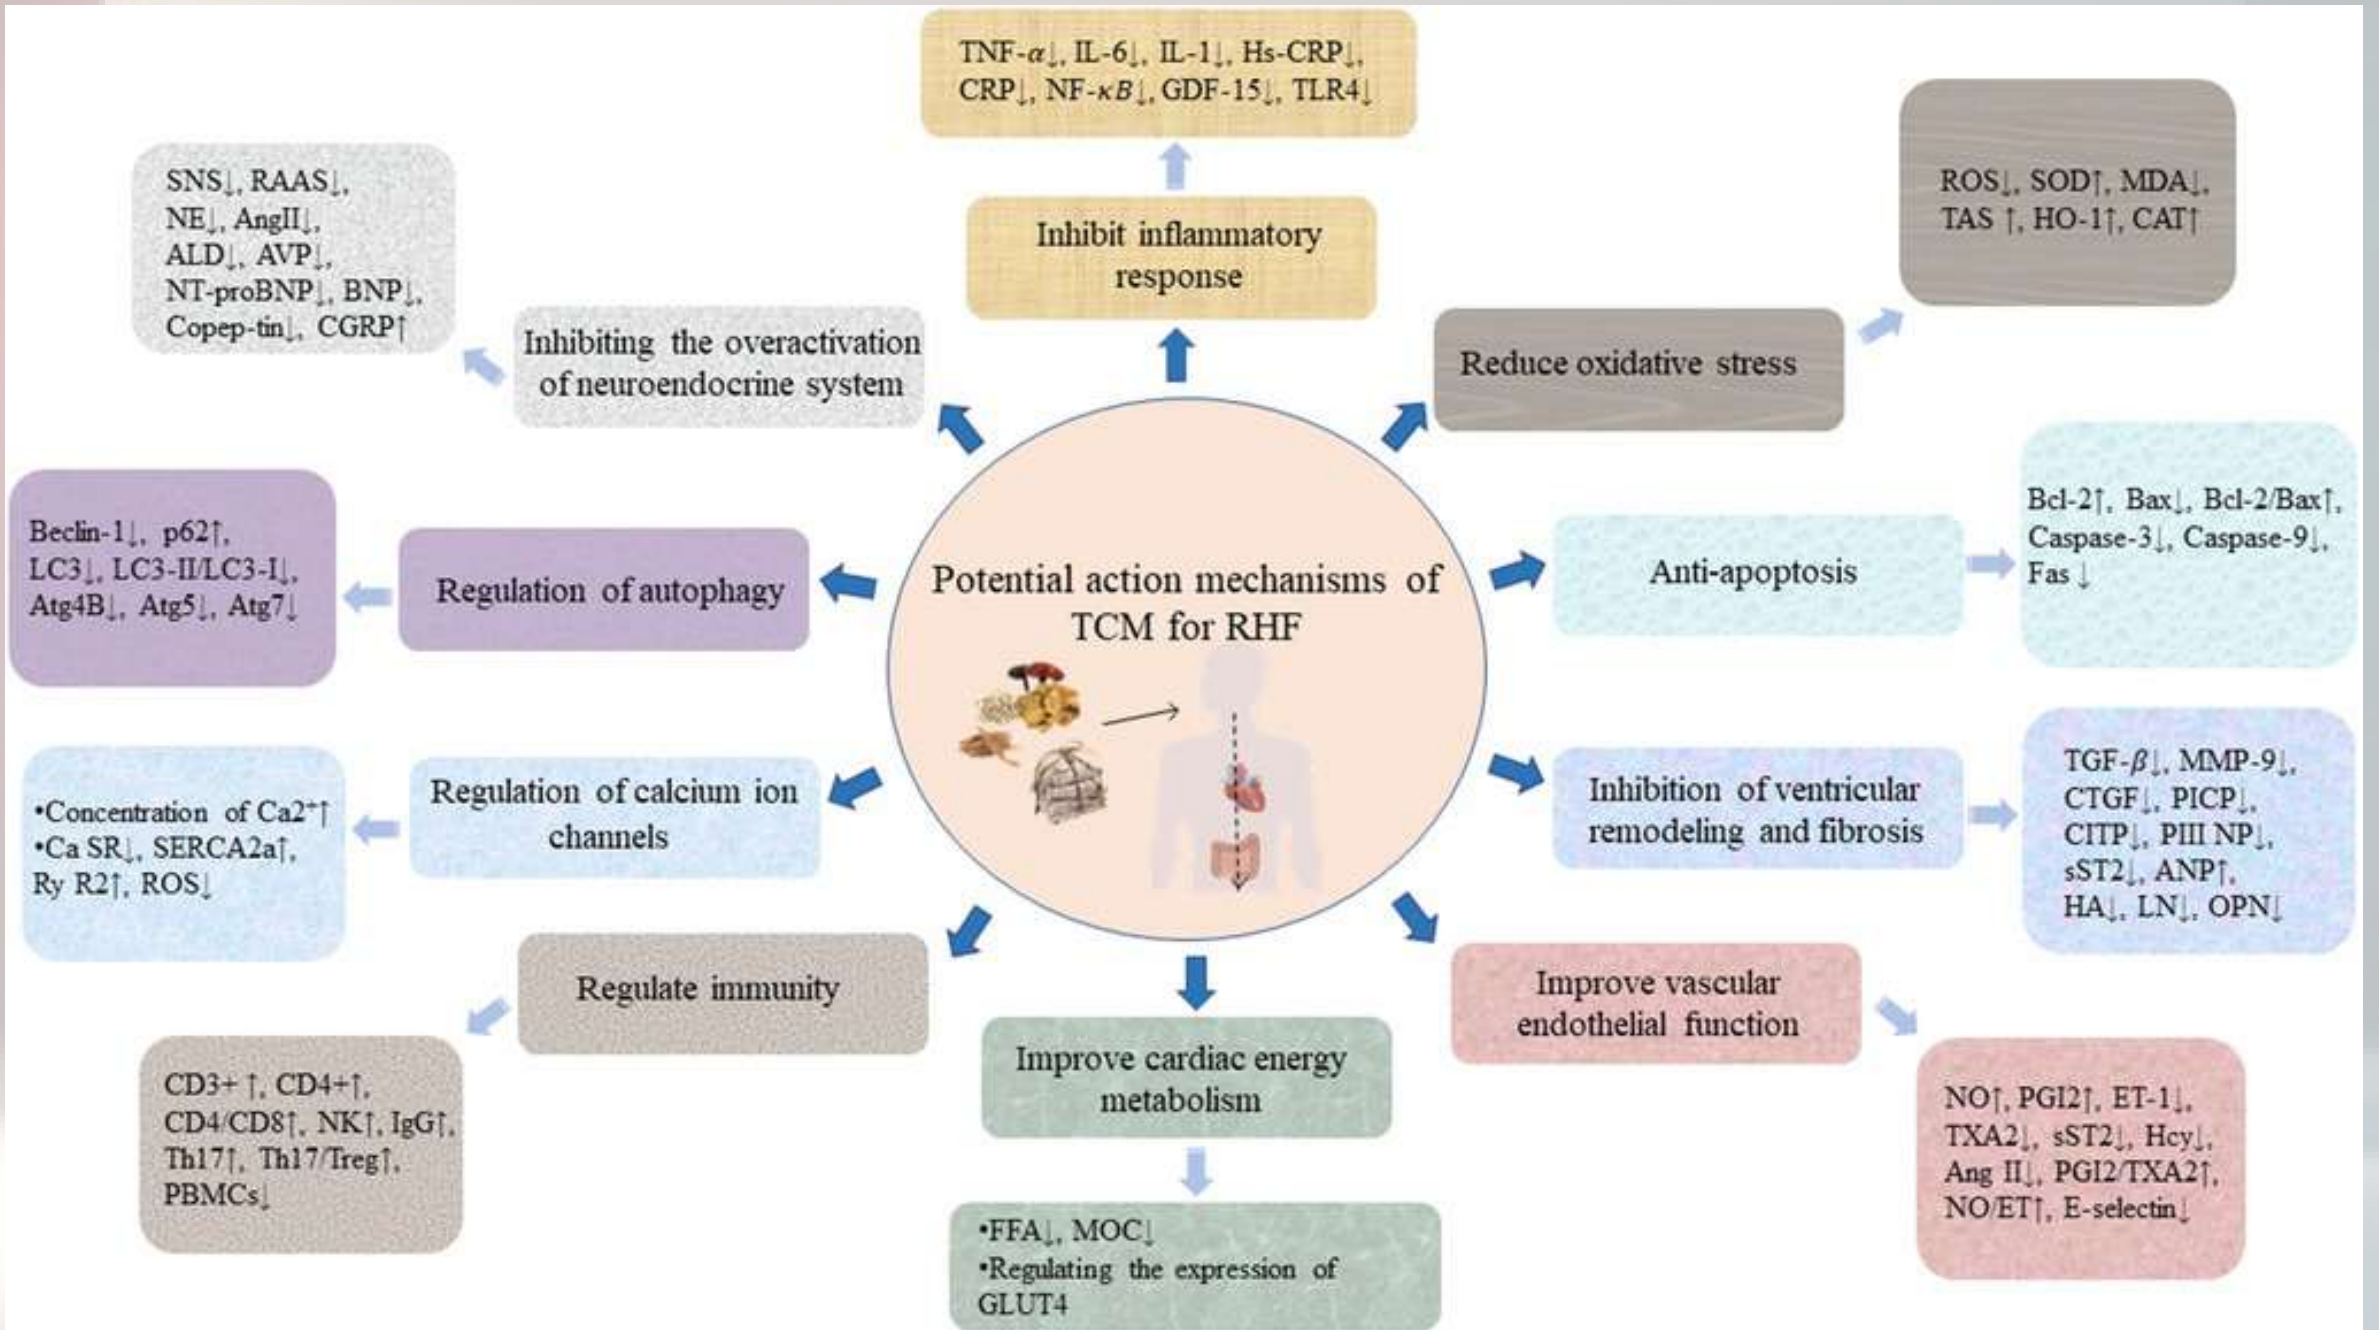 TNF-α↓, IL-6↓, IL-1↓, Hs-CRP↓,
CRP↓, NF-κB↓, GDF-15↓, TLR4↓
Inhibit inflammatory
response
SNS↓, RAAS↓,
NE↓, AngII↓,
ALD↓, AVP↓,
NT-proBNP↓, BNP↓,
Copep-tin↓, CGRP↑
Inhibiting the overactivation
of neuroendocrine system
ROS↓, SOD↑, MDA↓,
TAS ↑, HO-1↑, CAT↑
Reduce oxidative stress
Beclin-1↓, p62↑,
LC3↓, LC3-II/LC3-I↓,
Atg4B↓, Atg5↓, Atg7↓
Regulation of autophagy
Potential action mechanisms of
TCM for RHF
Anti-apoptosis
Bcl-2↑, Bax↓, Bcl-2/Bax↑,
Caspase-3↓, Caspase-9↓,
Fas ↓
•Concentration of Ca2⁺↑
•Ca SR↓, SERCA2a↑,
Ry R2↑, ROS↓
Regulation of calcium ion
channels
Inhibition of ventricular
remodeling and fibrosis
TGF-β↓, MMP-9↓,
CTGF↓, PICP↓,
CITP↓, PIII NP↓,
sST2↓, ANP↑,
HA↓, LN↓, OPN↓
Regulate immunity
CD3+ ↑, CD4+↑,
CD4/CD8↑, NK↑, IgG↑,
Th17↑, Th17/Treg↑,
PBMCs↓
Improve cardiac energy
metabolism
•FFA↓, MOC↓
•Regulating the expression of
GLUT4
Improve vascular
endothelial function
NO↑, PGI2↑, ET-1↓,
TXA2↓, sST2↓, Hcy↓,
Ang II↓, PGI2/TXA2↑,
NO/ET↑, E-selectin↓